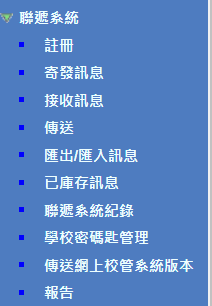 聯遞系統
註冊
寄發訊息
接收訊息
傳送
匯出/匯入訊息
已庫存訊息
聯遞系統紀錄
學校密碼匙管理
傳送網上校管系統版本
報告